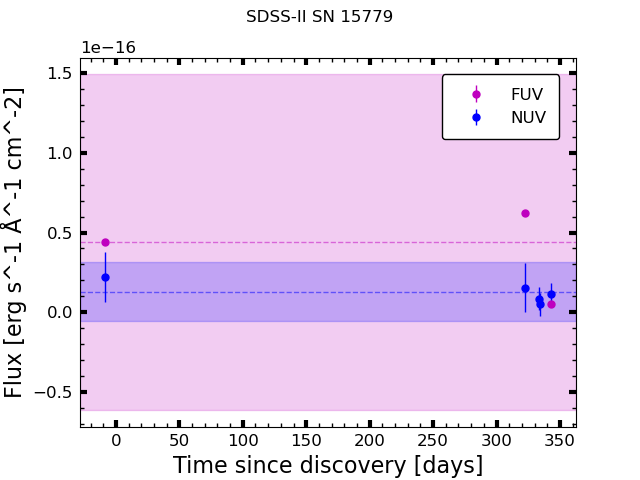 SDSS-II SN 15779
1e−16
1.5
1.0
0.5
0.0
−0.5
Flux [erg s^-1 Å^-1 cm^-2]
FUV
NUV
0 50 100 150 200 250 300 350
Time since discovery [days]